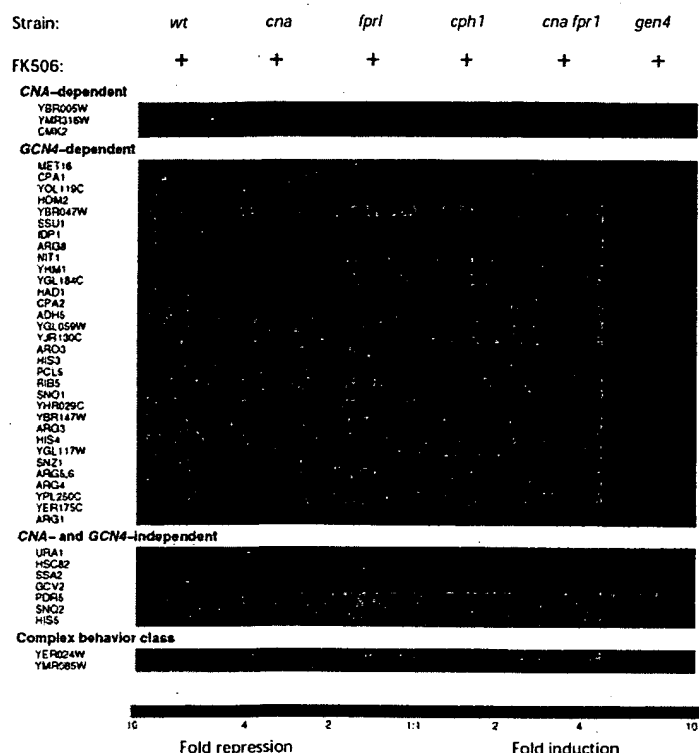 Strain: wt cna fpr1 cph1 cna fpr1 gen4
FK506: + + + + + +
CNA-dependent
YBR005W
YMR316W
CMK2
GCN4-dependent
MET16
CPA1
YOL119C
HOM2
YBR047W
SSU1
IDP1
ARG8
NIT1
YHM1
YGL184C
HAD1
CPA2
ADH5
YGL059W
YJR130C
ARO3
HIS3
PCL5
RIB5
SNO1
YHR029C
YBR147W
ARG3
HIS4
YGL117W
SNZ1
ARG5,6
ARG4
YPL250C
YER175C
ARG1
CNA- and GCN4-independent
URA1
HSC82
SSA2
GCV2
PDR5
SNQ2
HIS5
Complex behavior class
YER024W
YMR085W
10 4 2 1:1 2 4 10
Fold repression Fold induction